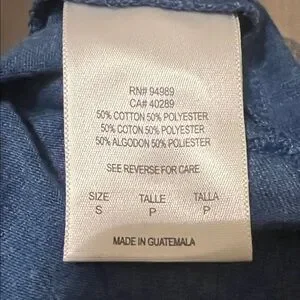 RN# 94989
CA# 40289
50% COTTON 50% POLYESTER
50% COTON 50% POLYESTER
50% ALGODON 50% POLIESTER
SEE REVERSE FOR CARE
SIZE TALLE TALLA
S P P
MADE IN GUATEMALA